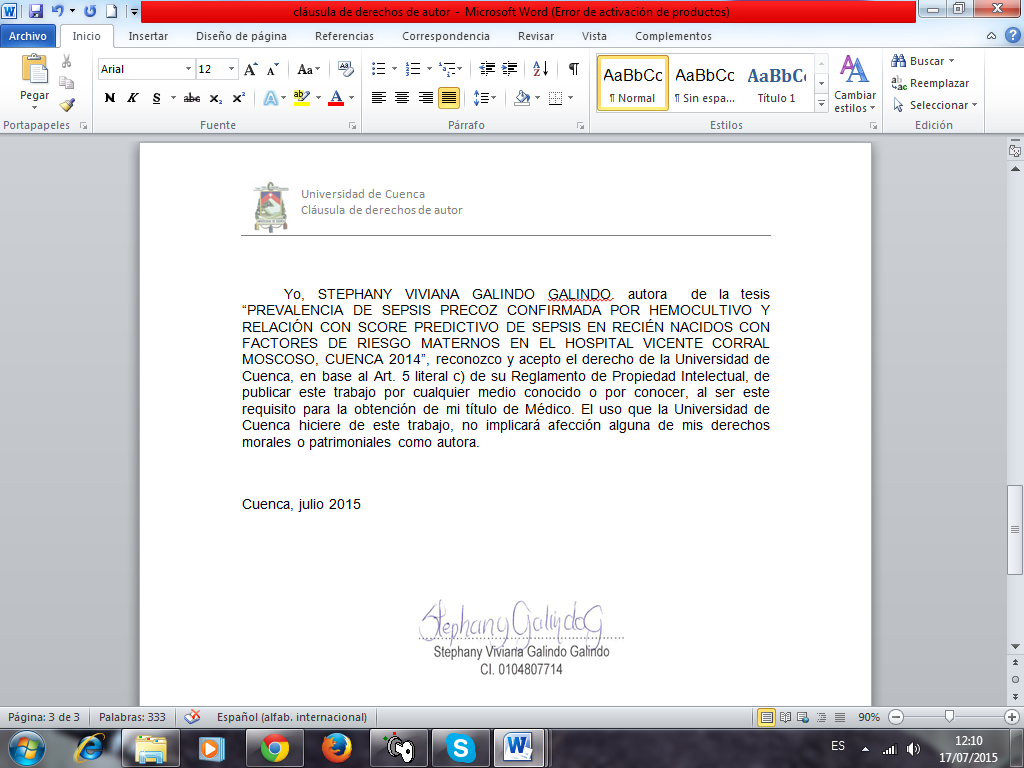 cláusula de derechos de autor - Microsoft Word (Error de activación de productos)
Archivo Inicio Insertar Diseño de página Referencias Correspondencia Revisar Vista Complementos
Pegar
Portapapeles
Arial 12
N K S abc x₂ x²
Fuente
Párrafo
AaBbCc AaBbCc AaBbC
¶ Normal ¶ Sin espa... Título 1
Cambiar estilos
Estilos
Buscar
Reemplazar
Seleccionar
Edición
Universidad de Cuenca
Cláusula de derechos de autor
Yo, STEPHANY VIVIANA GALINDO GALINDO, autora de la tesis
“PREVALENCIA DE SEPSIS PRECOZ CONFIRMADA POR HEMOCULTIVO Y
RELACIÓN CON SCORE PREDICTIVO DE SEPSIS EN RECIÉN NACIDOS CON
FACTORES DE RIESGO MATERNOS EN EL HOSPITAL VICENTE CORRAL
MOSCOSO, CUENCA 2014”, reconozco y acepto el derecho de la Universidad de
Cuenca, en base al Art. 5 literal c) de su Reglamento de Propiedad Intelectual, de
publicar este trabajo por cualquier medio conocido o por conocer, al ser este
requisito para la obtención de mi título de Médico. El uso que la Universidad de
Cuenca hiciere de este trabajo, no implicará afección alguna de mis derechos
morales o patrimoniales como autora.
Cuenca, julio 2015
Stephany Galindo G
Stephany Viviana Galindo Galindo
CI. 0104807714
Página: 3 de 3 Palabras: 333 Español (alfab. internacional) 90%
ES 12:10
17/07/2015